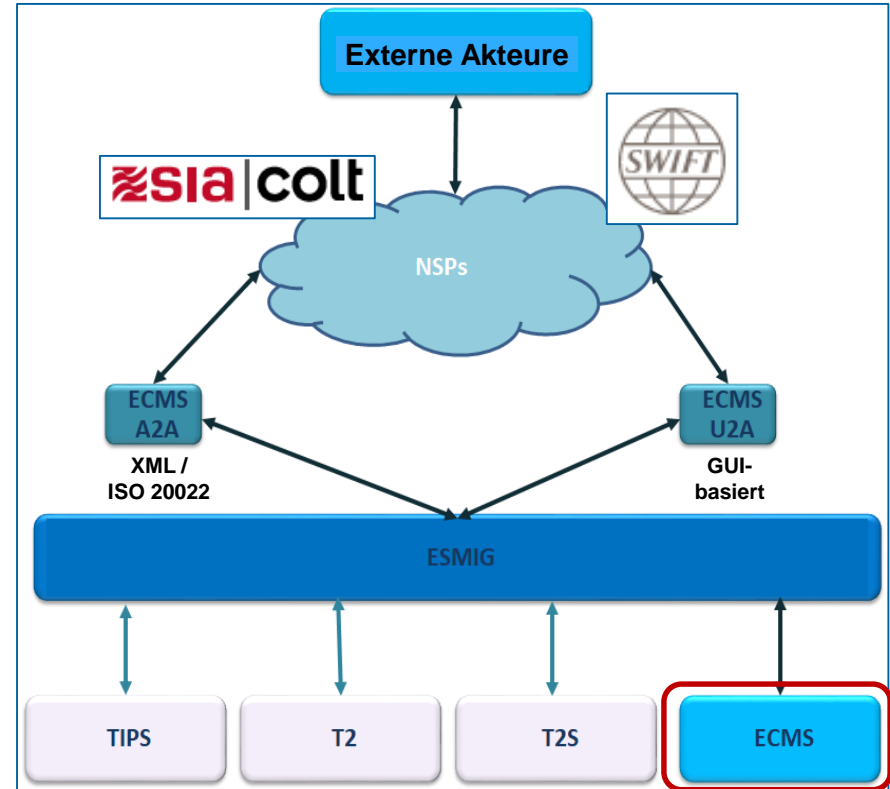 Externe Akteure
sia | colt
SWIFT
NSPs
ECMS
A2A
ECMS
U2A
XML /
ISO 20022
GUI-
basiert
ESMIG
TIPS
T2
T2S
ECMS